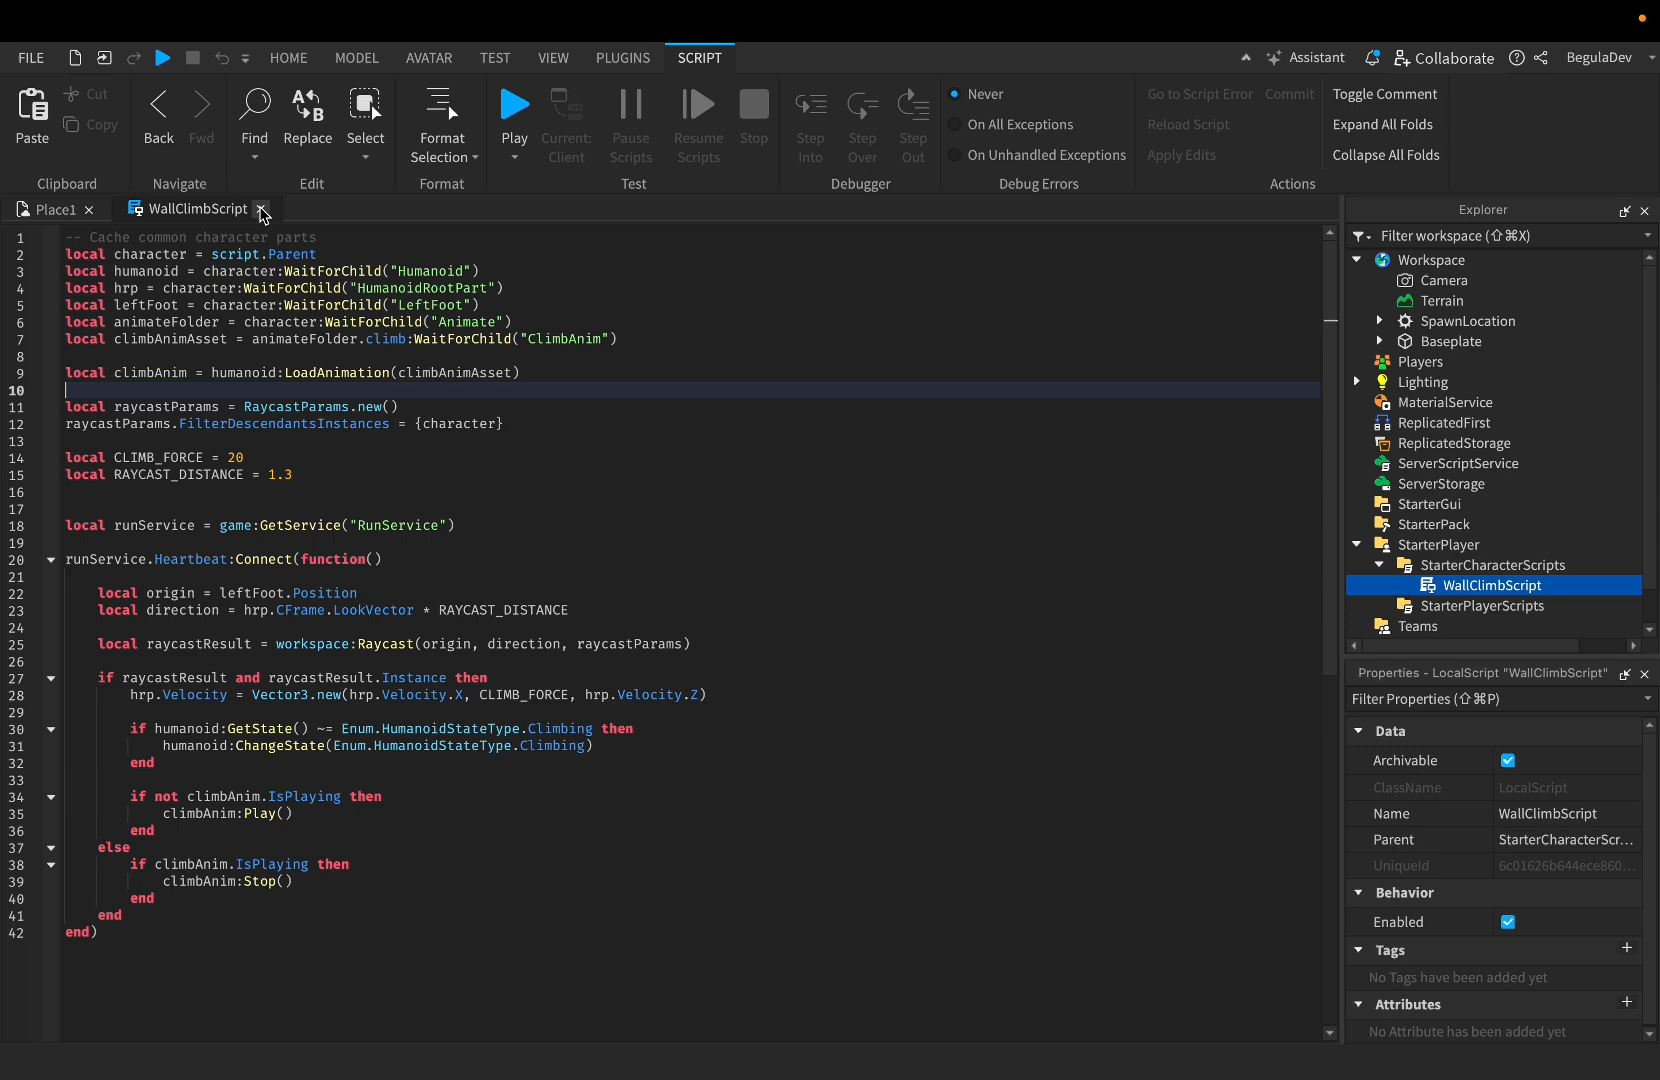 FILE HOME MODEL AVATAR TEST VIEW PLUGINS SCRIPT Assistant Collaborate BegulaDev
Paste Cut Copy Back Fwd Find Replace Select Format Selection Play Current: Client Pause Scripts Resume Scripts Stop Step Into Step Over Step Out
Never
On All Exceptions
On Unhandled Exceptions
Go to Script Error Commit
Reload Script
Apply Edits
Toggle Comment
Expand All Folds
Collapse All Folds
Clipboard Navigate Edit Format Test Debugger Debug Errors Actions
Place1 WallClimbScript
1 -- Cache common character parts
2 local character = script.Parent
3 local humanoid = character:WaitForChild("Humanoid")
4 local hrp = character:WaitForChild("HumanoidRootPart")
5 local leftFoot = character:WaitForChild("LeftFoot")
6 local animateFolder = character:WaitForChild("Animate")
7 local climbAnimAsset = animateFolder.climb:WaitForChild("ClimbAnim")
8
9 local climbAnim = humanoid:LoadAnimation(climbAnimAsset)
10
11 local raycastParams = RaycastParams.new()
12 raycastParams.FilterDescendantsInstances = {character}
13
14 local CLIMB_FORCE = 20
15 local RAYCAST_DISTANCE = 1.3
16
17
18 local runService = game:GetService("RunService")
19
20 runService.Heartbeat:Connect(function()
21
22 local origin = leftFoot.Position
23 local direction = hrp.CFrame.LookVector * RAYCAST_DISTANCE
24
25 local raycastResult = workspace:Raycast(origin, direction, raycastParams)
26
27 if raycastResult and raycastResult.Instance then
28 hrp.Velocity = Vector3.new(hrp.Velocity.X, CLIMB_FORCE, hrp.Velocity.Z)
29
30 if humanoid:GetState() ~= Enum.HumanoidStateType.Climbing then
31 humanoid:ChangeState(Enum.HumanoidStateType.Climbing)
32 end
33
34 if not climbAnim.IsPlaying then
35 climbAnim:Play()
36 end
37 else
38 if climbAnim.IsPlaying then
39 climbAnim:Stop()
40 end
41 end
42 end)
Explorer
Filter workspace (⇧⌘X)
Workspace
Camera
Terrain
SpawnLocation
Baseplate
Players
Lighting
MaterialService
ReplicatedFirst
ReplicatedStorage
ServerScriptService
ServerStorage
StarterGui
StarterPack
StarterPlayer
StarterCharacterScripts
WallClimbScript
StarterPlayerScripts
Teams
Properties - LocalScript "WallClimbScript"
Filter Properties (⇧⌘P)
Data
Archivable
ClassName LocalScript
Name WallClimbScript
Parent StarterCharacterScr...
UniqueId 6c01626b644ece860...
Behavior
Enabled
Tags +
No Tags have been added yet
Attributes +
No Attribute has been added yet